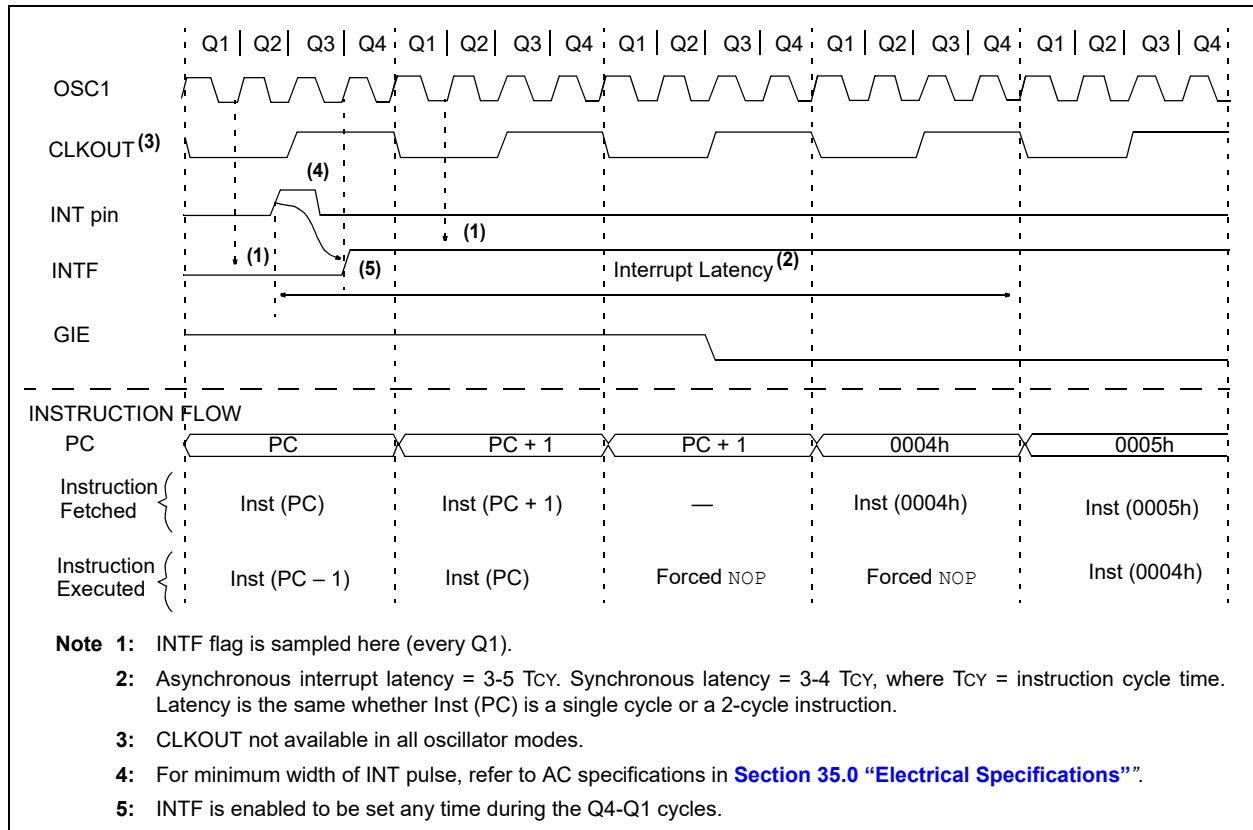 Q1 Q2 Q3 Q4 Q1 Q2 Q3 Q4 Q1 Q2 Q3 Q4 Q1 Q2 Q3 Q4 Q1 Q2 Q3 Q4
OSC1
CLKOUT (3)
(4)
INT pin
(1)
(1)
INTF
(5)
Interrupt Latency (2)
GIE
INSTRUCTION FLOW
PC PC PC + 1 PC + 1 0004h 0005h
Instruction
Fetched
Inst (PC) Inst (PC + 1) — Inst (0004h) Inst (0005h)
Instruction
Executed
Inst (PC – 1) Inst (PC) Forced NOP Forced NOP Inst (0004h)
Note 1: INTF flag is sampled here (every Q1).
2: Asynchronous interrupt latency = 3-5 TCY. Synchronous latency = 3-4 TCY, where TCY = instruction cycle time.
Latency is the same whether Inst (PC) is a single cycle or a 2-cycle instruction.
3: CLKOUT not available in all oscillator modes.
4: For minimum width of INT pulse, refer to AC specifications in Section 35.0 “Electrical Specifications””.
5: INTF is enabled to be set any time during the Q4-Q1 cycles.